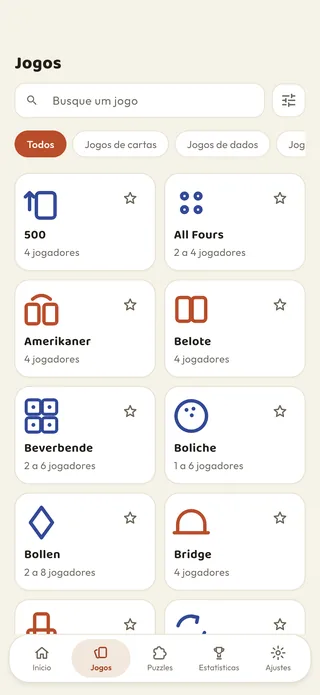 Jogos
Busque um jogo
Todos
Jogos de cartas
Jogos de dados
Jog
500
4 jogadores
All Fours
2 a 4 jogadores
Amerikaner
4 jogadores
Belote
4 jogadores
Beverbende
2 a 6 jogadores
Boliche
1 a 6 jogadores
Bollen
2 a 8 jogadores
Bridge
4 jogadores
Início
Jogos
Puzzles
Estatísticas
Ajustes